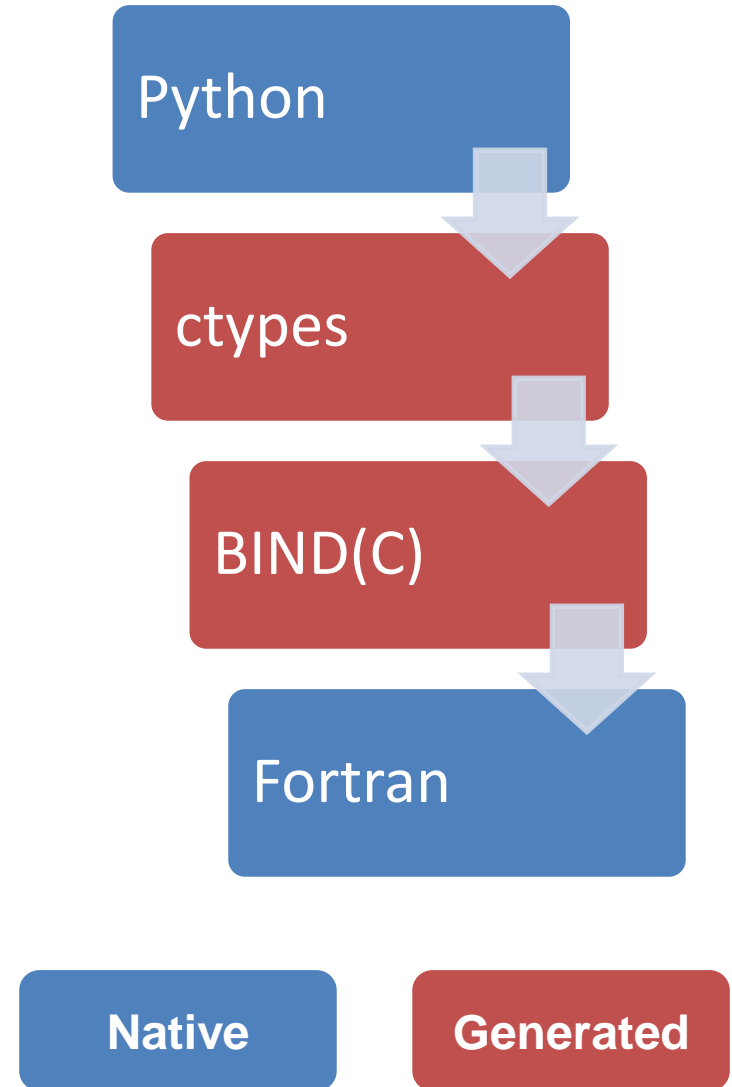 Python
ctypes
BIND(C)
Fortran
Native
Generated